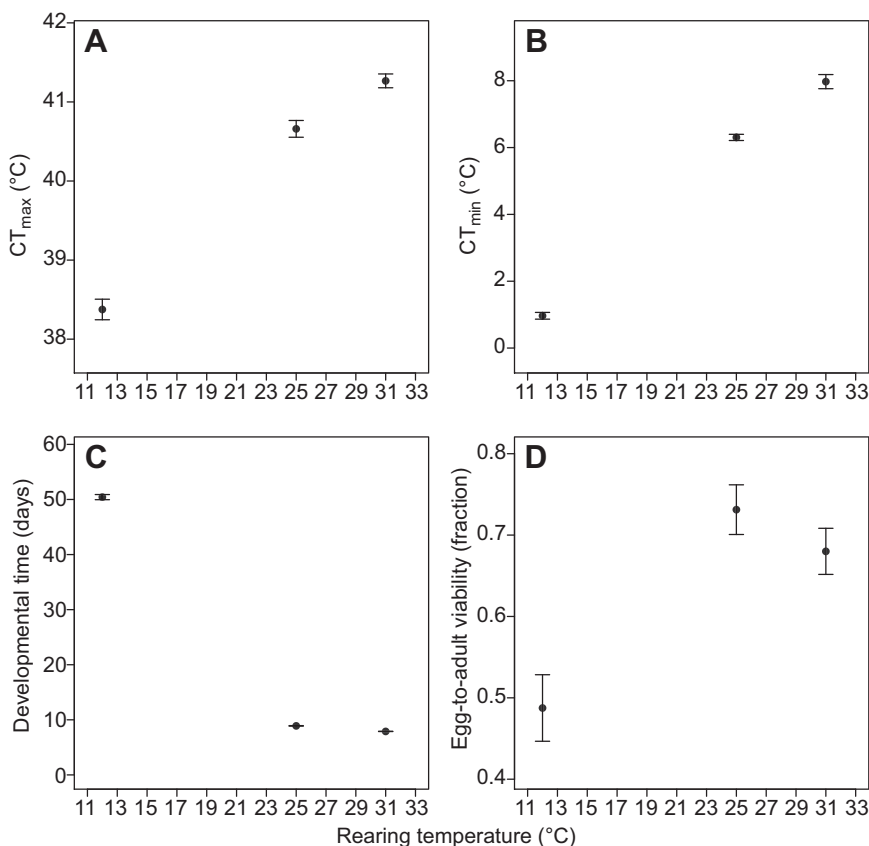 A
42
41
40
39
38
CTmax (°C)
11 13 15 17 19 21 23 25 27 29 31 33
B
8
6
4
2
0
CTmin (°C)
11 13 15 17 19 21 23 25 27 29 31 33
C
60
50
40
30
20
10
0
Developmental time (days)
11 13 15 17 19 21 23 25 27 29 31 33
D
0.8
0.7
0.6
0.5
0.4
Egg-to-adult viability (fraction)
11 13 15 17 19 21 23 25 27 29 31 33
Rearing temperature (°C)